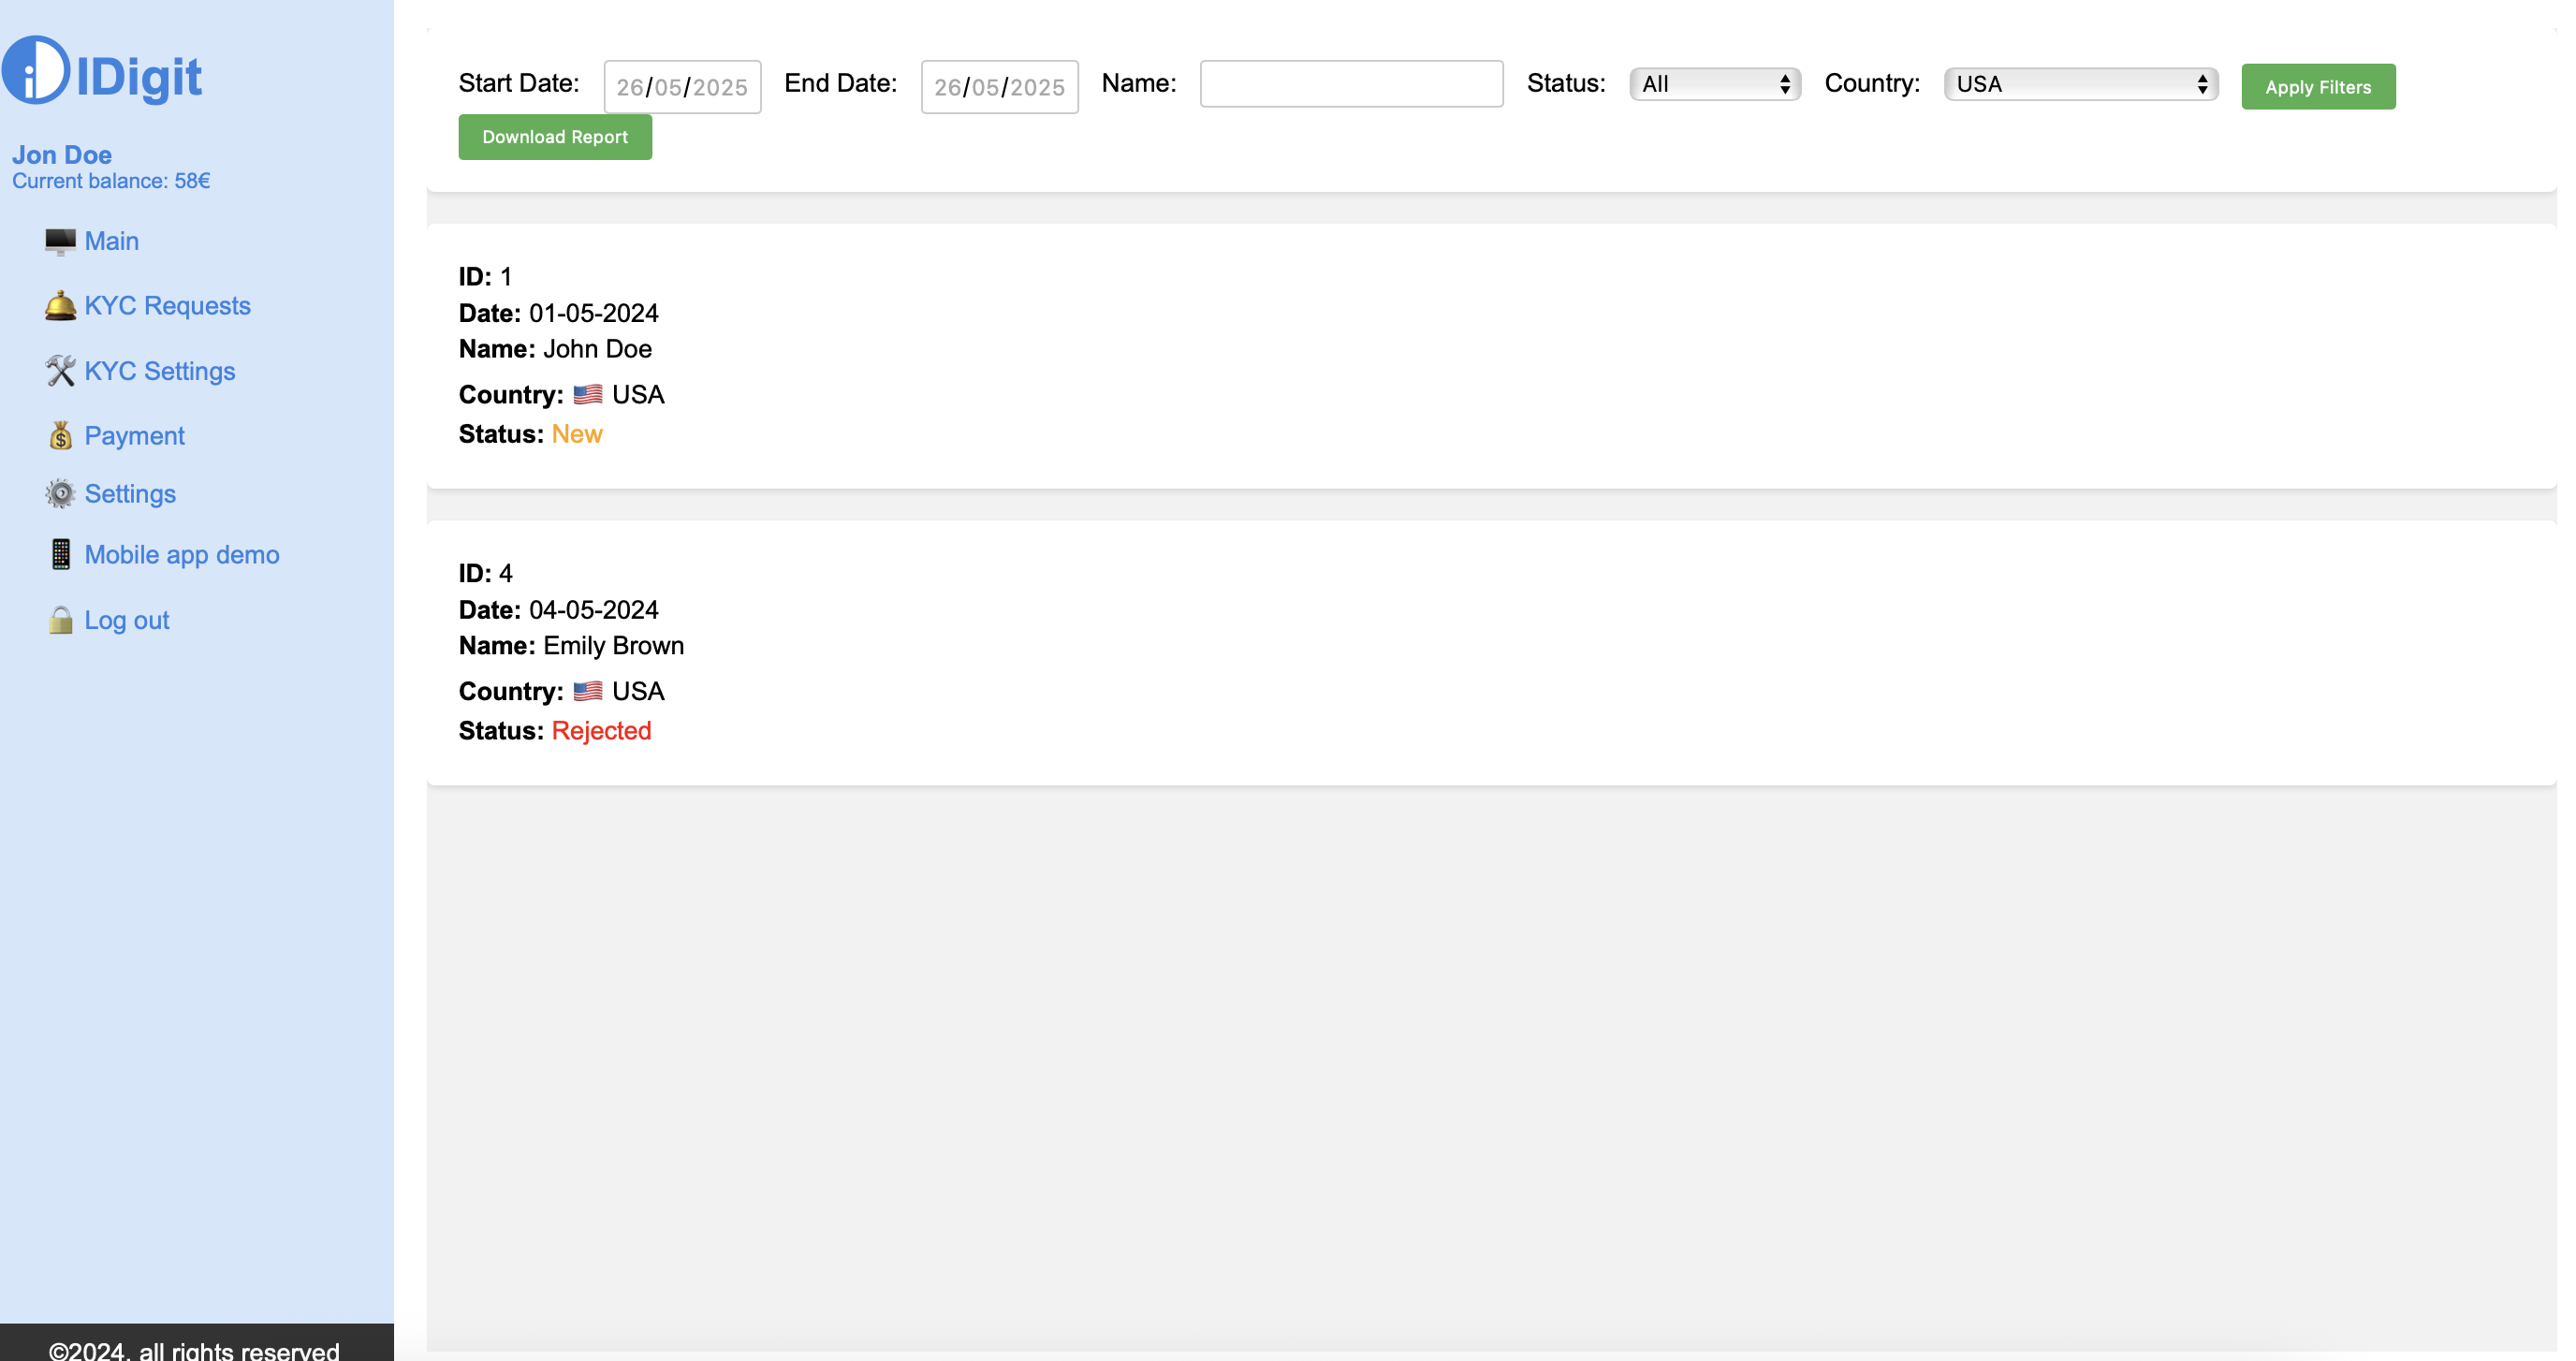 IDigit
Jon Doe
Current balance: 58€
Main
KYC Requests
KYC Settings
Payment
Settings
Mobile app demo
Log out
©2024, all rights reserved
Start Date: 26/05/2025 End Date: 26/05/2025 Name: Status: All Country: USA Apply Filters
Download Report
ID: 1
Date: 01-05-2024
Name: John Doe
Country: USA
Status: New
ID: 4
Date: 04-05-2024
Name: Emily Brown
Country: USA
Status: Rejected